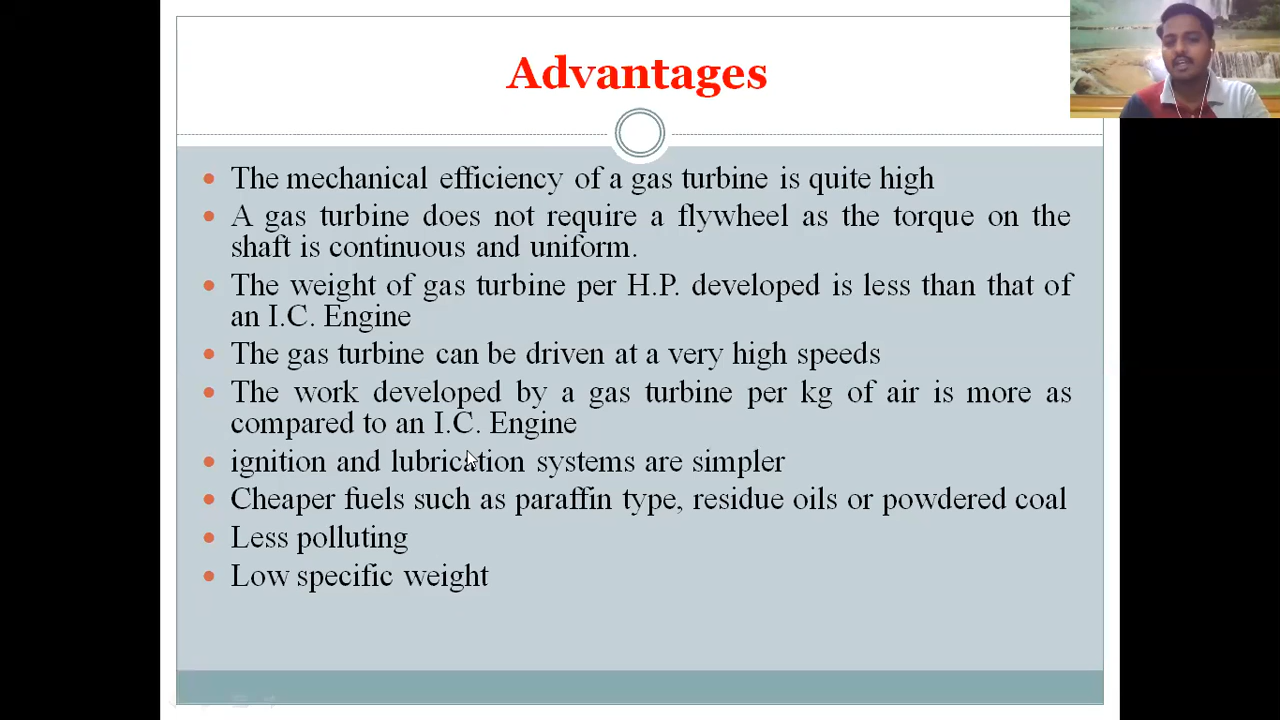 Advantages
The mechanical efficiency of a gas turbine is quite high
A gas turbine does not require a flywheel as the torque on the
shaft is continuous and uniform.
The weight of gas turbine per H.P. developed is less than that of
an I.C. Engine
The gas turbine can be driven at a very high speeds
The work developed by a gas turbine per kg of air is more as
compared to an I.C. Engine
ignition and lubrication systems are simpler
Cheaper fuels such as paraffin type, residue oils or powdered coal
Less polluting
Low specific weight